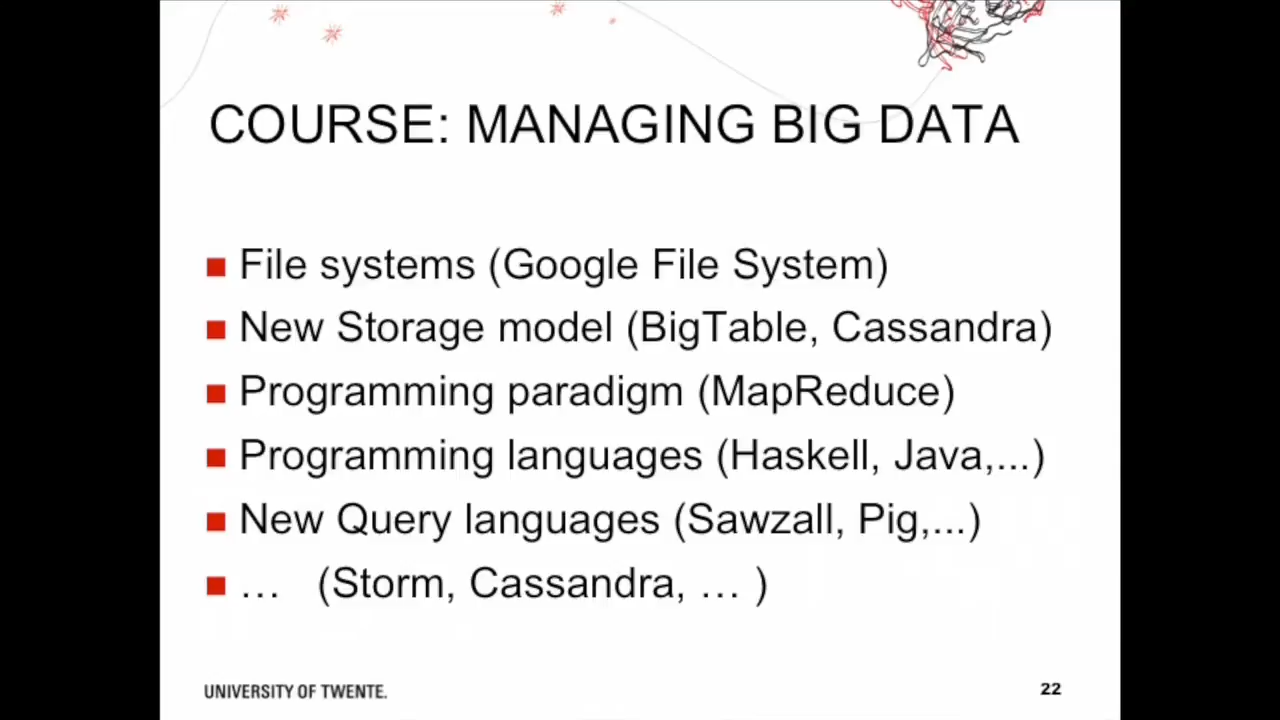 COURSE: MANAGING BIG DATA
File systems (Google File System)
New Storage model (BigTable, Cassandra)
Programming paradigm (MapReduce)
Programming languages (Haskell, Java,...)
New Query languages (Sawzall, Pig,...)
… (Storm, Cassandra, … )
UNIVERSITY OF TWENTE.
22